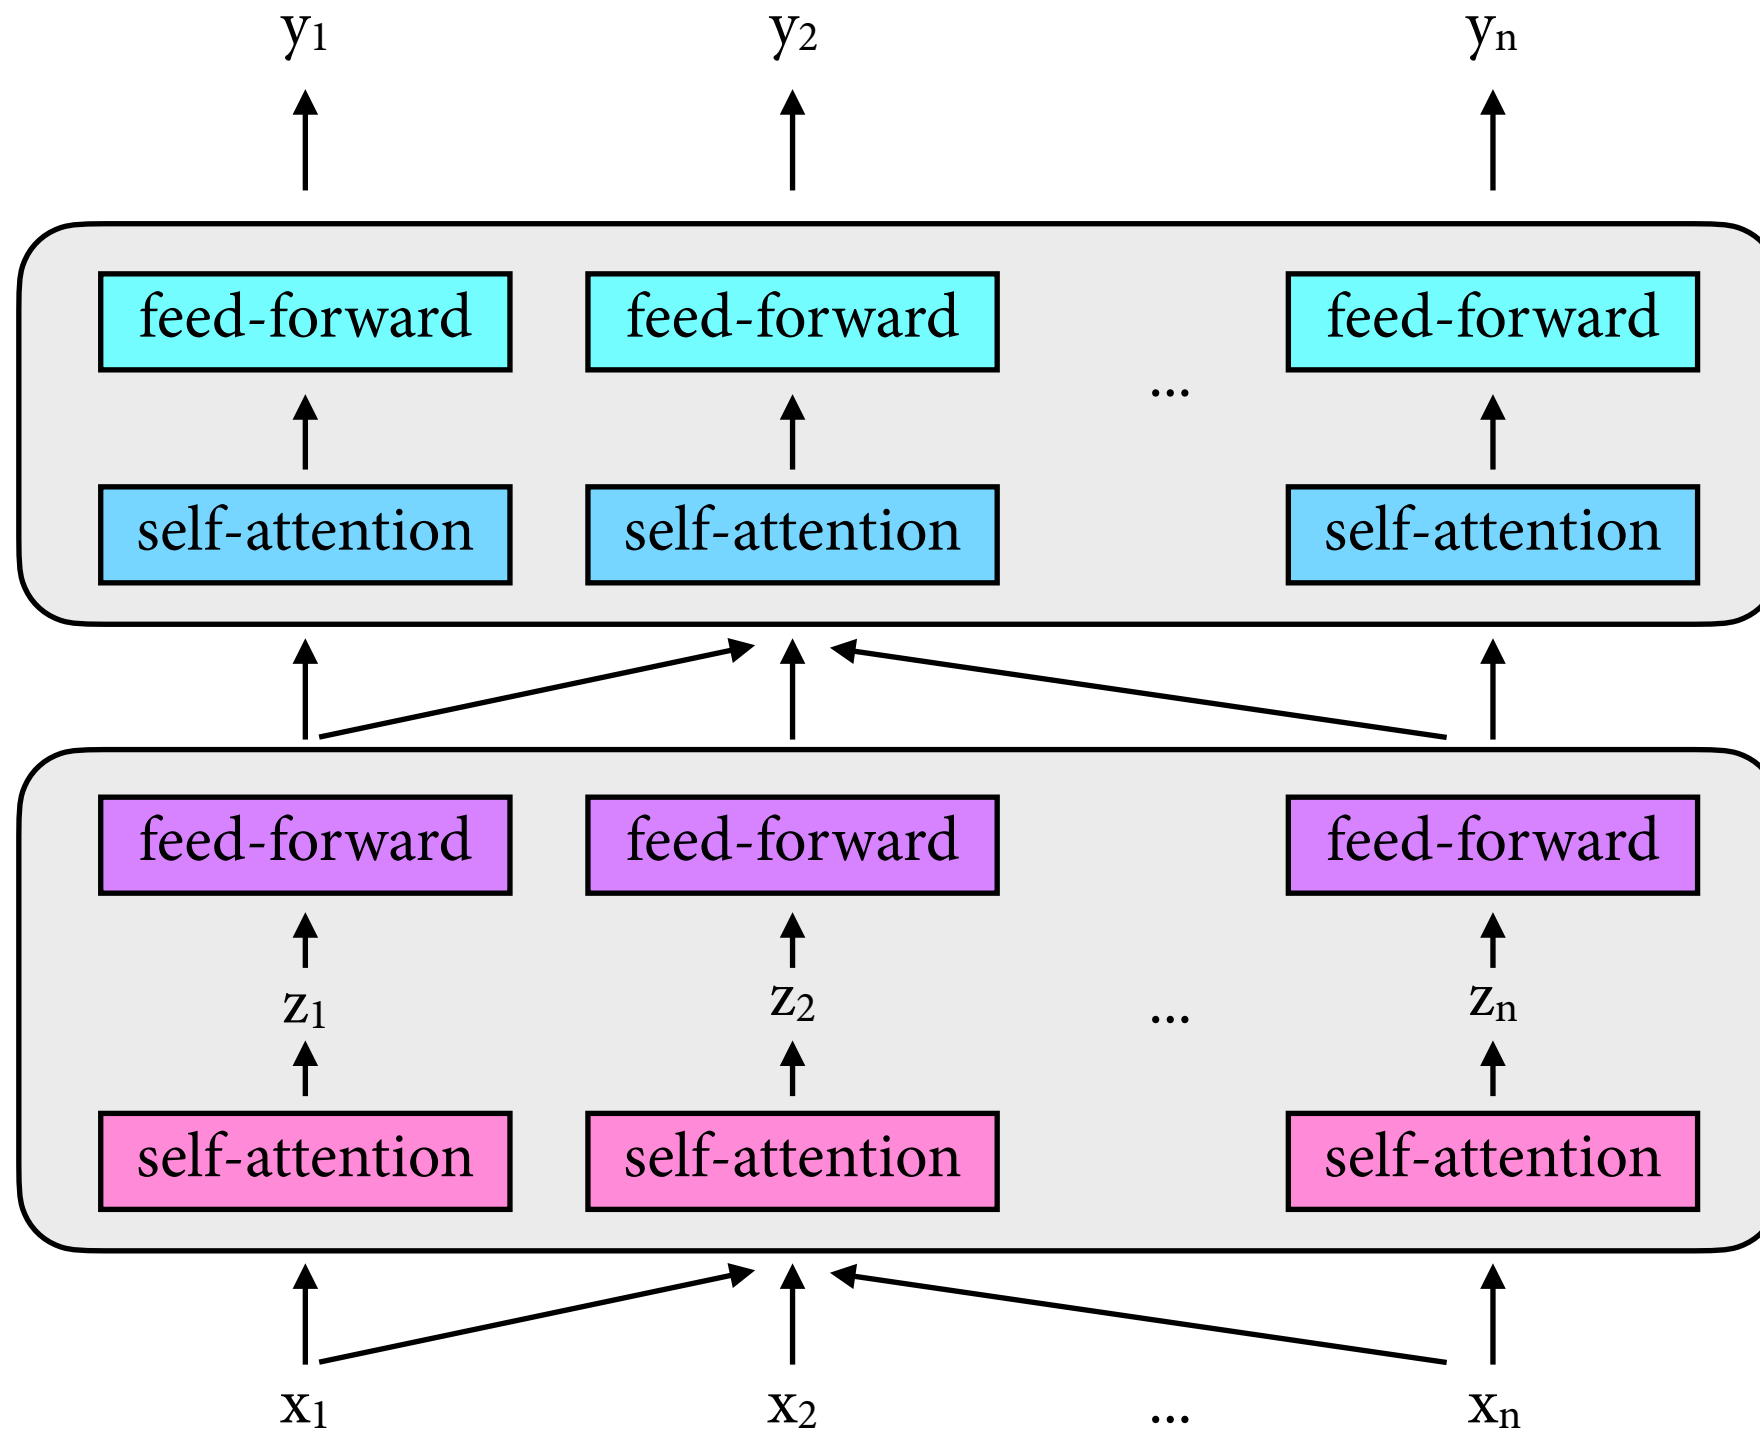 y₁ y₂ yₙ
feed-forward feed-forward feed-forward
...
self-attention self-attention self-attention
feed-forward feed-forward feed-forward
z₁ z₂ ... zₙ
self-attention self-attention self-attention
x₁ x₂ ... xₙ